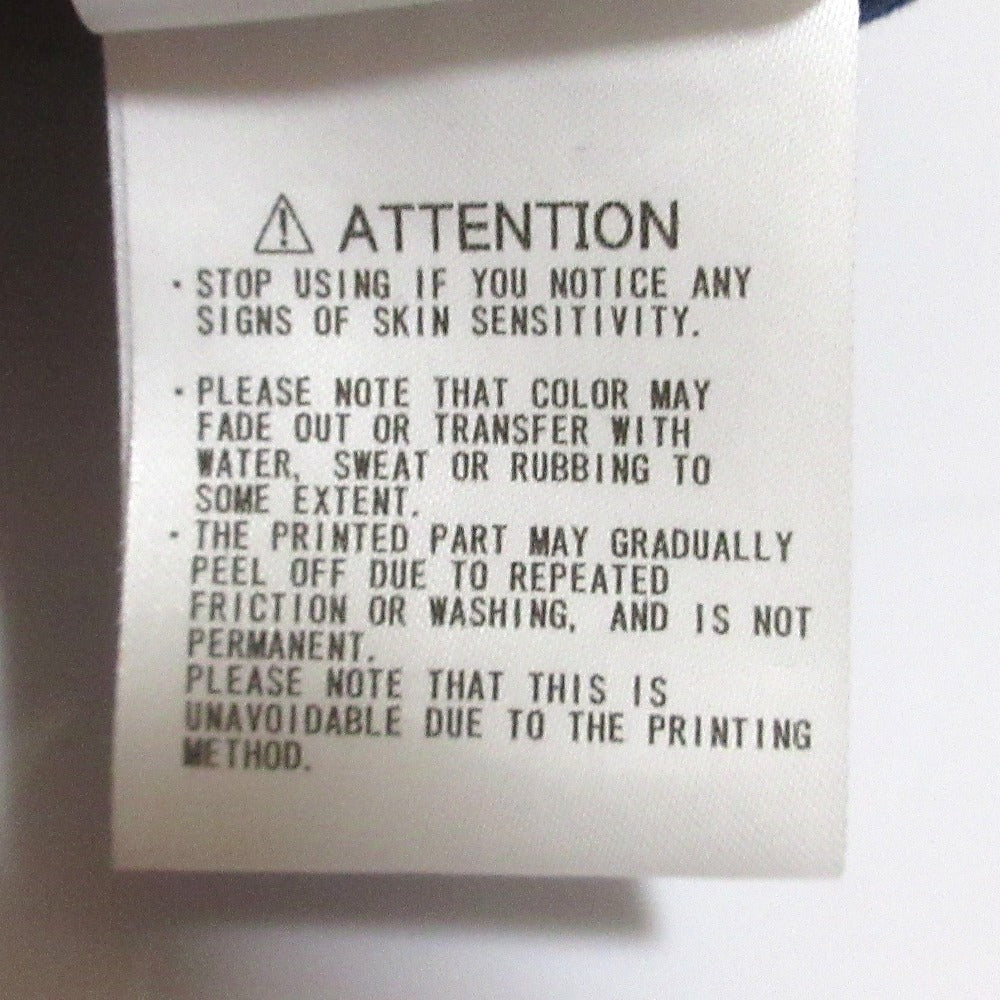 ⚠ ATTENTION
・STOP USING IF YOU NOTICE ANY
SIGNS OF SKIN SENSITIVITY.
・PLEASE NOTE THAT COLOR MAY
FADE OUT OR TRANSFER WITH
WATER, SWEAT OR RUBBING TO
SOME EXTENT.
・THE PRINTED PART MAY GRADUALLY
PEEL OFF DUE TO REPEATED
FRICTION OR WASHING, AND IS NOT
PERMANENT.
PLEASE NOTE THAT THIS IS
UNAVOIDABLE DUE TO THE PRINTING
METHOD.